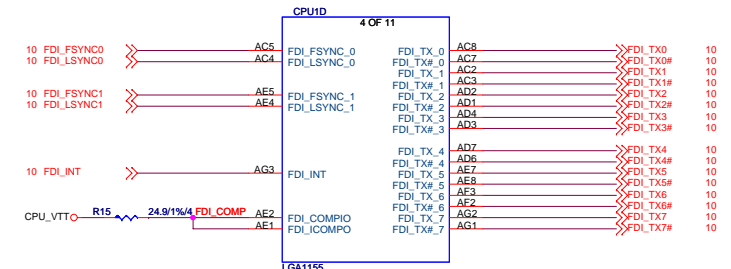 CPU1D
4 OF 11
10 FDI_FSYNC0 AC5 FDI_FSYNC_0 FDI_TX_0 AC8 FDI_TX0 10
10 FDI_LSYNC0 AC4 FDI_LSYNC_0 FDI_TX#_0 AC7 FDI_TX0# 10
FDI_TX_1 AC2 FDI_TX1 10
FDI_TX#_1 AC3 FDI_TX1# 10
10 FDI_FSYNC1 AE5 FDI_FSYNC_1 FDI_TX_2 AD2 FDI_TX2 10
10 FDI_LSYNC1 AE4 FDI_LSYNC_1 FDI_TX#_2 AD1 FDI_TX2# 10
FDI_TX_3 AD4 FDI_TX3 10
FDI_TX#_3 AD3 FDI_TX3# 10
FDI_TX_4 AD7 FDI_TX4 10
FDI_TX#_4 AD6 FDI_TX4# 10
10 FDI_INT AG3 FDI_INT FDI_TX_5 AE7 FDI_TX5 10
FDI_TX#_5 AE8 FDI_TX5# 10
FDI_TX_6 AF3 FDI_TX6 10
FDI_TX#_6 AF2 FDI_TX6# 10
CPU_VTT R15 24.9/1%/4 FDI_COMP AE2 FDI_COMPIO FDI_TX_7 AG2 FDI_TX7 10
AE1 FDI_ICOMPO FDI_TX#_7 AG1 FDI_TX7# 10
LGA1155